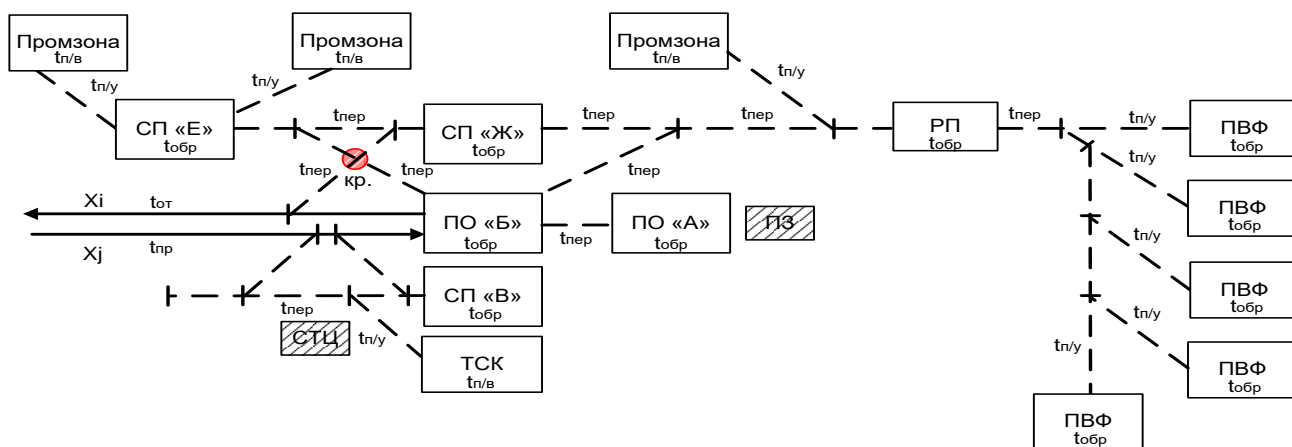 Промзона
tп/в
Промзона
tп/в
Промзона
tп/в
tп/у
tп/у
tп/у
СП «Е»
tобр
tпер
СП «Ж»
tобр
tпер
tпер
РП
tобр
tпер
tп/у
ПВФ
tобр
tпер
tпер
кр.
tпер
tп/у
ПВФ
tобр
Xi
tот
ПО «Б»
tобр
tпер
ПО «А»
tобр
ПЗ
Xj
tпр
tп/у
ПВФ
tобр
tпер
СП «В»
tобр
СТЦ
tп/у
ТСК
tп/в
tп/у
ПВФ
tобр
tп/у
ПВФ
tобр